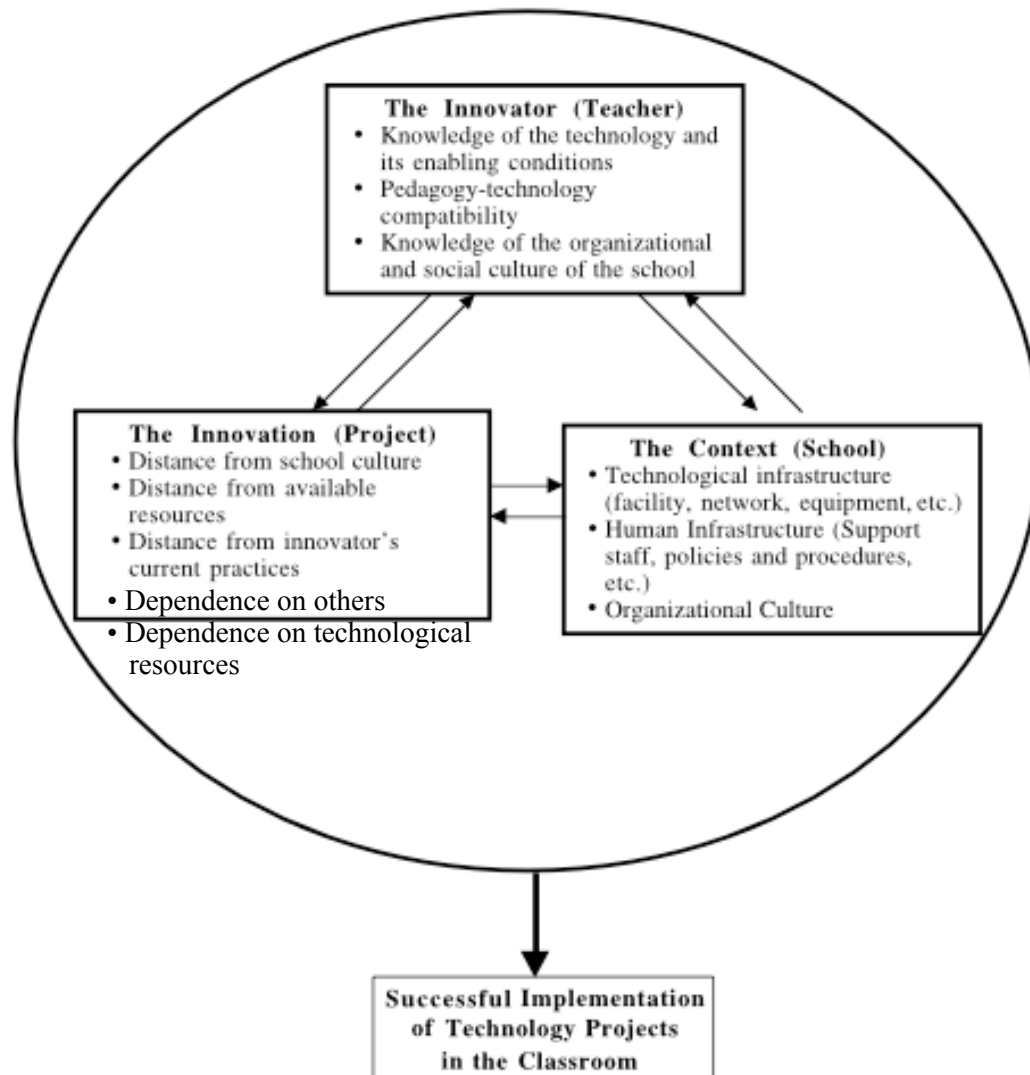 The Innovator (Teacher)
• Knowledge of the technology and
its enabling conditions
• Pedagogy-technology
compatibility
• Knowledge of the organizational
and social culture of the school
The Innovation (Project)
• Distance from school culture
• Distance from available
resources
• Distance from innovator's
current practices
• Dependence on others
• Dependence on technological
resources
The Context (School)
• Technological infrastructure
(facility, network, equipment, etc.)
• Human Infrastructure (Support
staff, policies and procedures,
etc.)
• Organizational Culture
Successful Implementation
of Technology Projects
in the Classroom